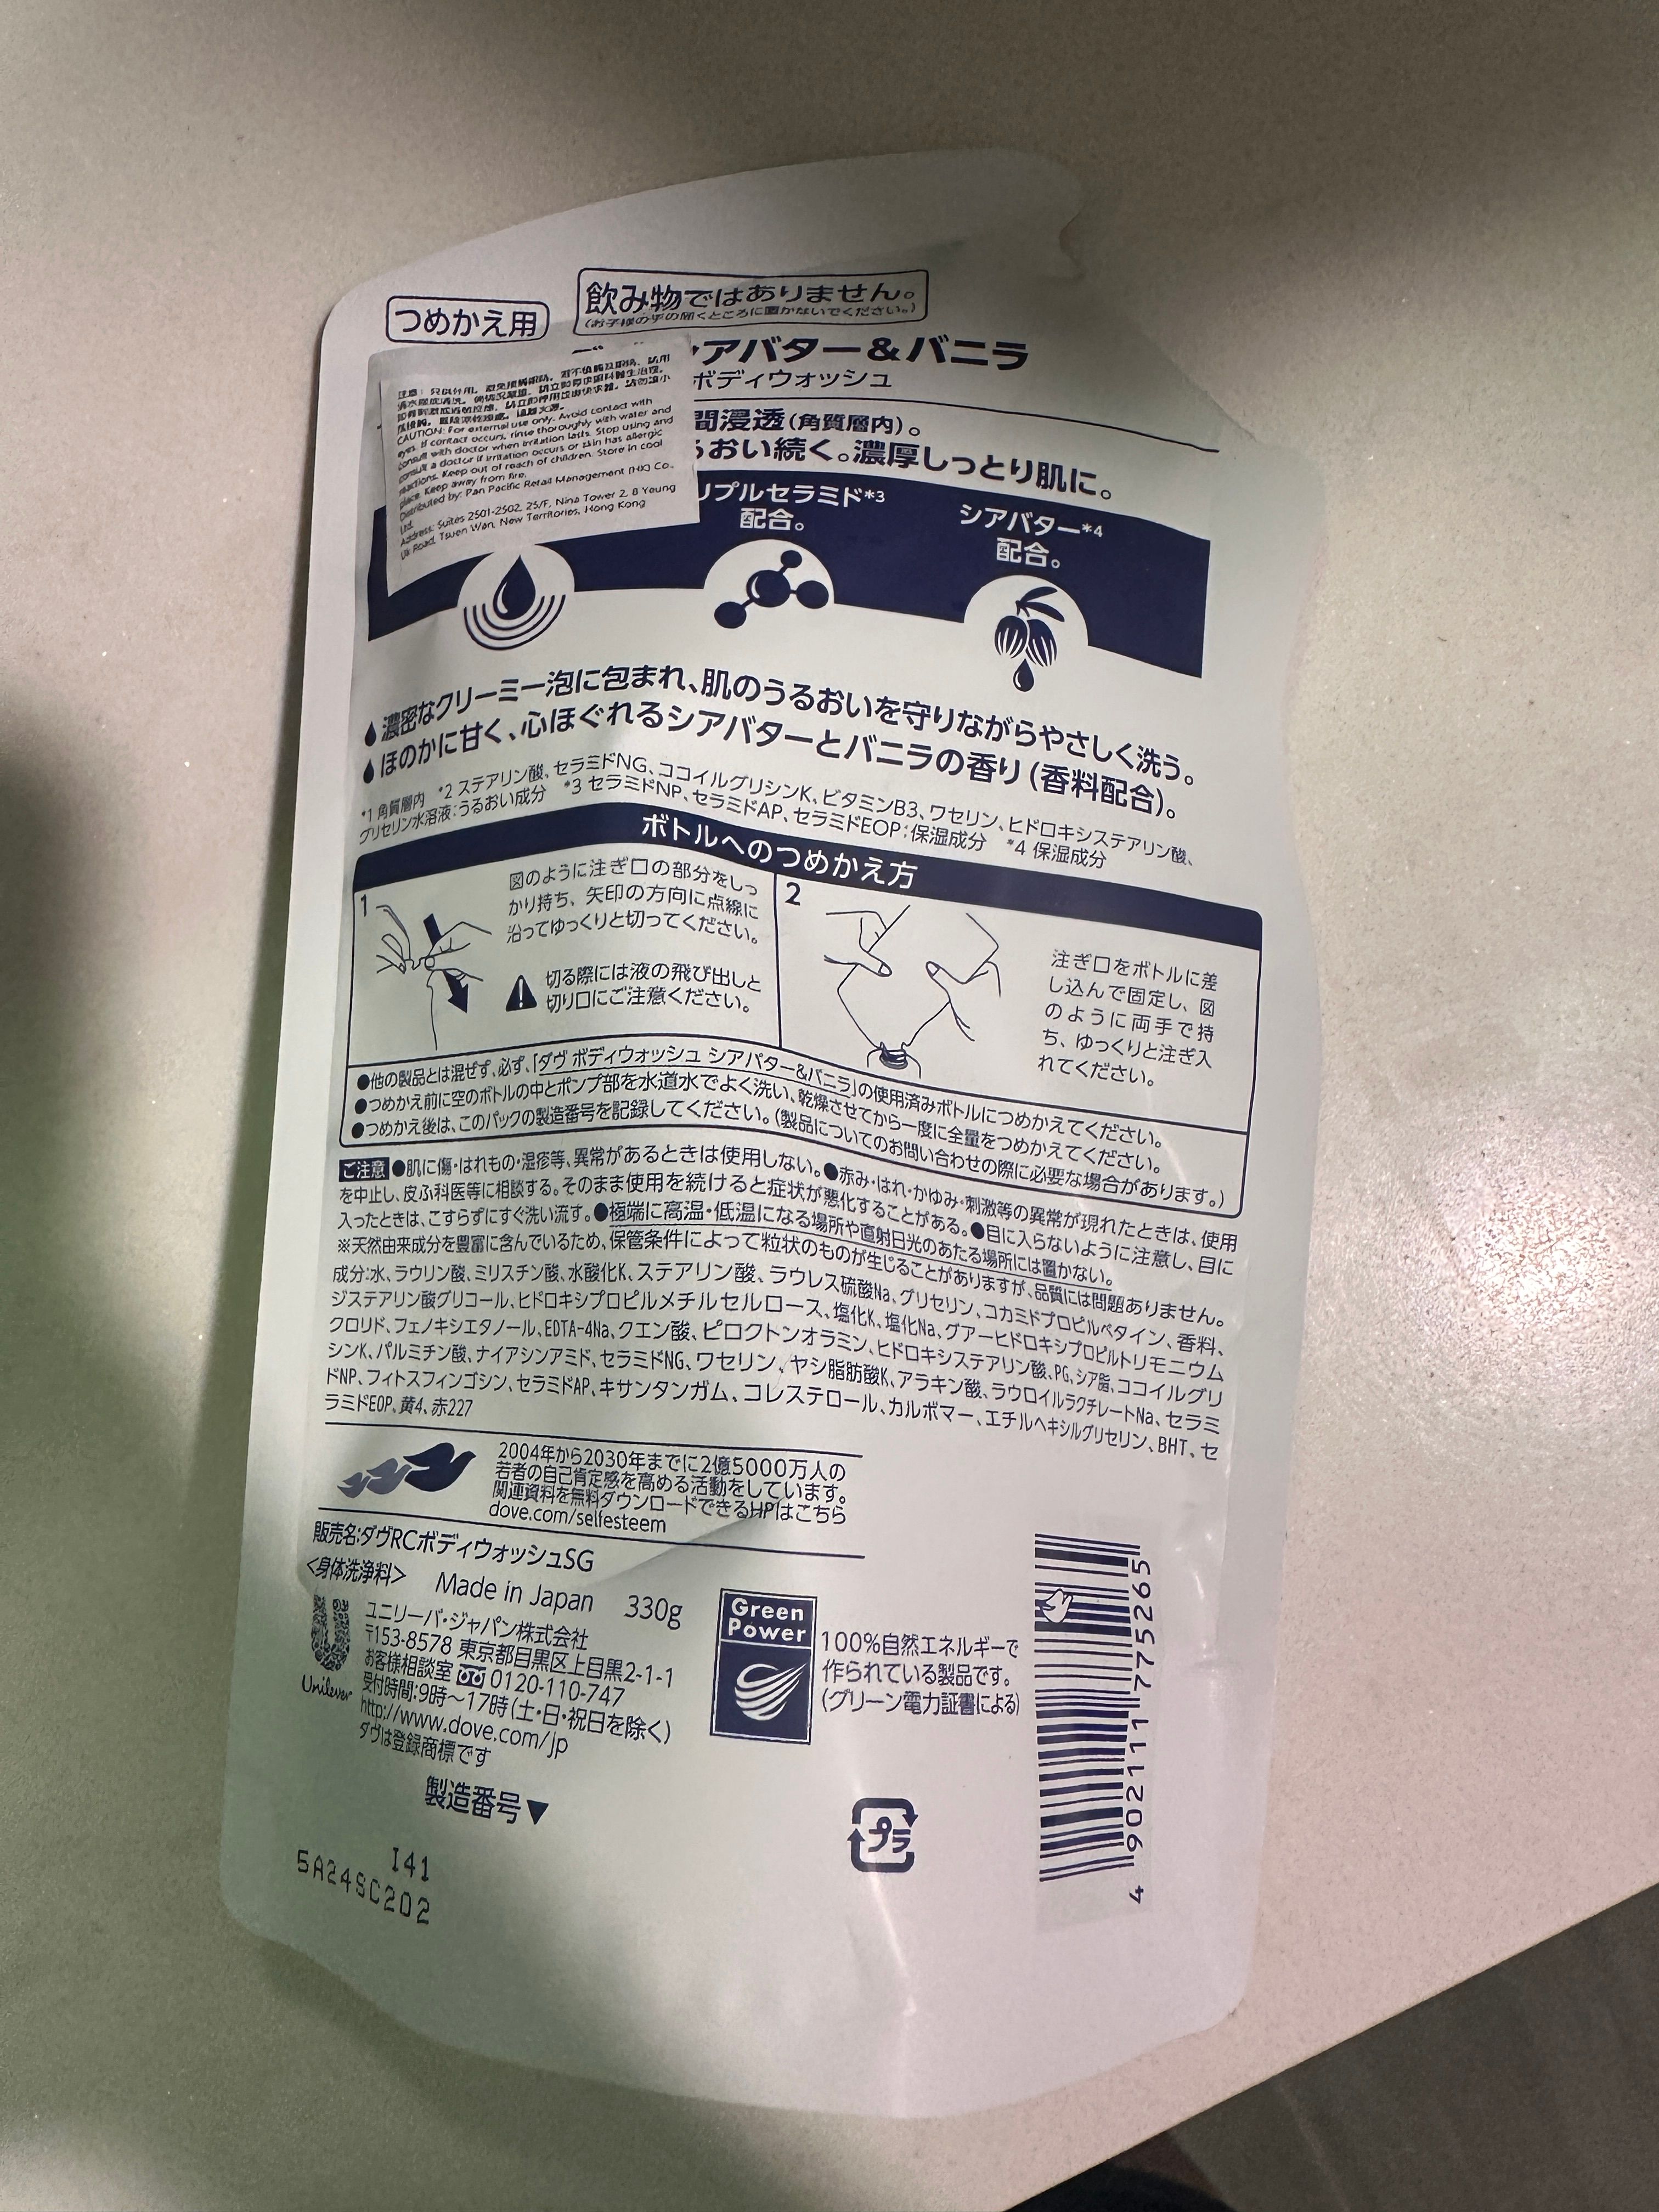 つめかえ用
飲み物ではありません。
(お子様の手の届くところに置かないでください。)
アバター&バニラ
ボディウォッシュ
間浸透(角質層内)。
おい続く。濃厚しっとり肌に。
CAUTION: For external use only. Avoid contact with
eyes. If contact occurs, rinse thoroughly with water and
consult with doctor when irritation lasts. Stop using and
consult a doctor if irritation occurs or skin has allergic
reactions. Keep out of reach of children. Store in cool
place. Keep away from fire.
Distributed by: Pan Pacific Retail Management (HK) Co.,
Ltd.
Address: Suites 2501-2502, 25/F, Nina Tower 2, 8 Yeung
Uk Road, Tsuen Wan, New Territories, Hong Kong
リプルセラミド*3
配合。
シアバター*4
配合。
濃密なクリーミー泡に包まれ、肌のうるおいを守りながらやさしく洗う。
ほのかに甘く、心ほぐれるシアバターとバニラの香り(香料配合)。
*1 角質層内 *2 ステアリン酸、セラミドNG、ココイルグリシンK、ビタミンB3、ワセリン、ヒドロキシステアリン酸、
グリセリン水溶液:うるおい成分 *3 セラミドNP、セラミドAP、セラミドEOP:保湿成分 *4 保湿成分
ボトルへのつめかえ方
1
図のように注ぎ口の部分をしっ
かり持ち、矢印の方向に点線に
沿ってゆっくりと切ってください。
切る際には液の飛び出しと
切り口にご注意ください。
2
注ぎ口をボトルに差
し込んで固定し、図
のように両手で持
ち、ゆっくりと注ぎ入
れてください。
●他の製品とは混ぜず、必ず、「ダヴ ボディウォッシュ シアバター&バニラ」の使用済みボトルにつめかえてください。
●つめかえ前に空のボトルの中とポンプ部を水道水でよく洗い、乾燥させてから一度に全量をつめかえてください。
●つめかえ後は、このパックの製造番号を記録してください。(製品についてのお問い合わせの際に必要な場合があります。)
ご注意 ●肌に傷・はれもの・湿疹等、異常があるときは使用しない。●赤み・はれ・かゆみ・刺激等の異常が現れたときは、使用
を中止し、皮ふ科医等に相談する。そのまま使用を続けると症状が悪化することがある。●目に入らないように注意し、目に
入ったときは、こすらずにすぐ洗い流す。●極端に高温・低温になる場所や直射日光のあたる場所には置かない。
※天然由来成分を豊富に含んでいるため、保管条件によって粒状のものが生じることがありますが、品質には問題ありません。
成分:水、ラウリン酸、ミリスチン酸、水酸化K、ステアリン酸、ラウレス硫酸Na、グリセリン、コカミドプロピルベタイン、香料、
ジステアリン酸グリコール、ヒドロキシプロピルメチルセルロース、塩化K、塩化Na、グアーヒドロキシプロピルトリモニウム
クロリド、フェノキシエタノール、EDTA-4Na、クエン酸、ピロクトンオラミン、ヒドロキシステアリン酸、PG、シア脂、ココイルグリ
シンK、パルミチン酸、ナイアシンアミド、セラミドNG、ワセリン、ヤシ脂肪酸K、アラキン酸、ラウロイルラクチレートNa、セラミ
ドNP、フィトスフィンゴシン、セラミドAP、キサンタンガム、コレステロール、カルボマー、エチルヘキシルグリセリン、BHT、セ
ラミドEOP、黄4、赤227
2004年から2030年までに2億5000万人の
若者の自己肯定感を高める活動をしています。
関連資料を無料ダウンロードできるHPはこちら
dove.com/selfesteem
販売名:ダヴRCボディウォッシュSG
<身体洗浄料> Made in Japan 330g
Unilever
ユニリーバ・ジャパン株式会社
〒153-8578 東京都目黒区上目黒2-1-1
お客様相談室 0120-110-747
受付時間:9時~17時(土・日・祝日を除く)
http://www.dove.com/jp
ダヴは登録商標です
Green
Power
100%自然エネルギーで
作られている製品です。
(グリーン電力証書による)
製造番号▼
プラ
4 902111 775265
I41
5A24SC202